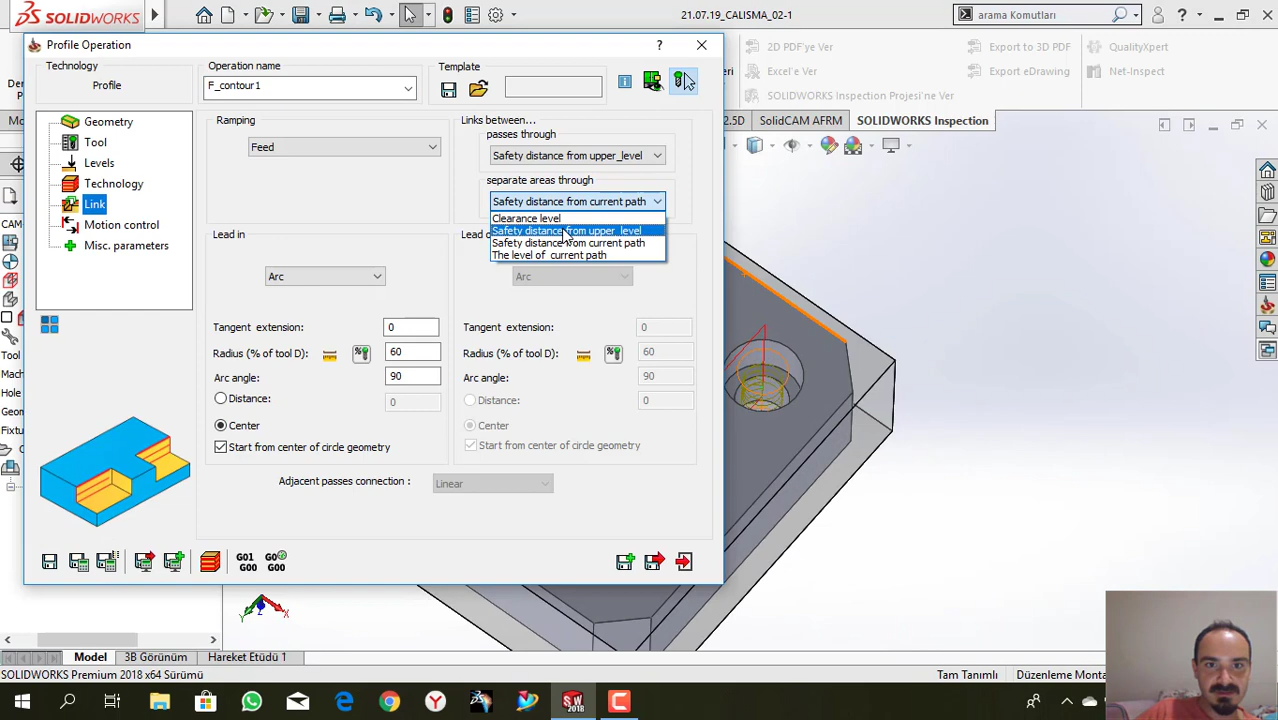 21.07.19_CALISMA_02-1
arama Komutları
?
Profile Operation
?
2D PDF'ye Ver
Export to 3D PDF
QualityXpert
Excel'e Ver
Export eDrawing
Net-Inspect
SOLIDWORKS Inspection Projesi'ne Ver
2.5D
SolidCAM AFRM
SOLIDWORKS Inspection
Technology
Profile
Operation name
F_contour1
Template
Geometry
Tool
Levels
Technology
Link
Motion control
Misc. parameters
Ramping
Feed
Links between...
passes through
Safety distance from upper_level
separate areas through
Safety distance from current path
Clearance level
Safety distance from upper_level
Safety distance from current path
The level of current path
Lead in
Arc
Arc
Tangent extension:
0
Tangent extension:
0
Radius (% of tool D):
60
Radius (% of tool D):
60
Arc angle:
90
Arc angle:
90
Distance:
0
Distance:
0
Center
Center
Start from center of circle geometry
Start from center of circle geometry
Adjacent passes connection :
Linear
G01
G00
Model
3B Görünüm
Hareket Etüdü 1
SOLIDWORKS Premium 2018 x64 Sürümü
Tam Tanımlı